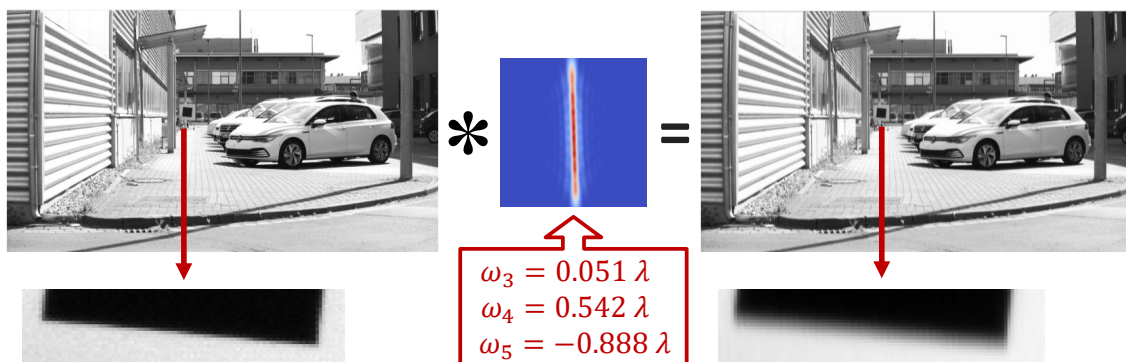 * =
ω₃ = 0.051 λ
ω₄ = 0.542 λ
ω₅ = −0.888 λ